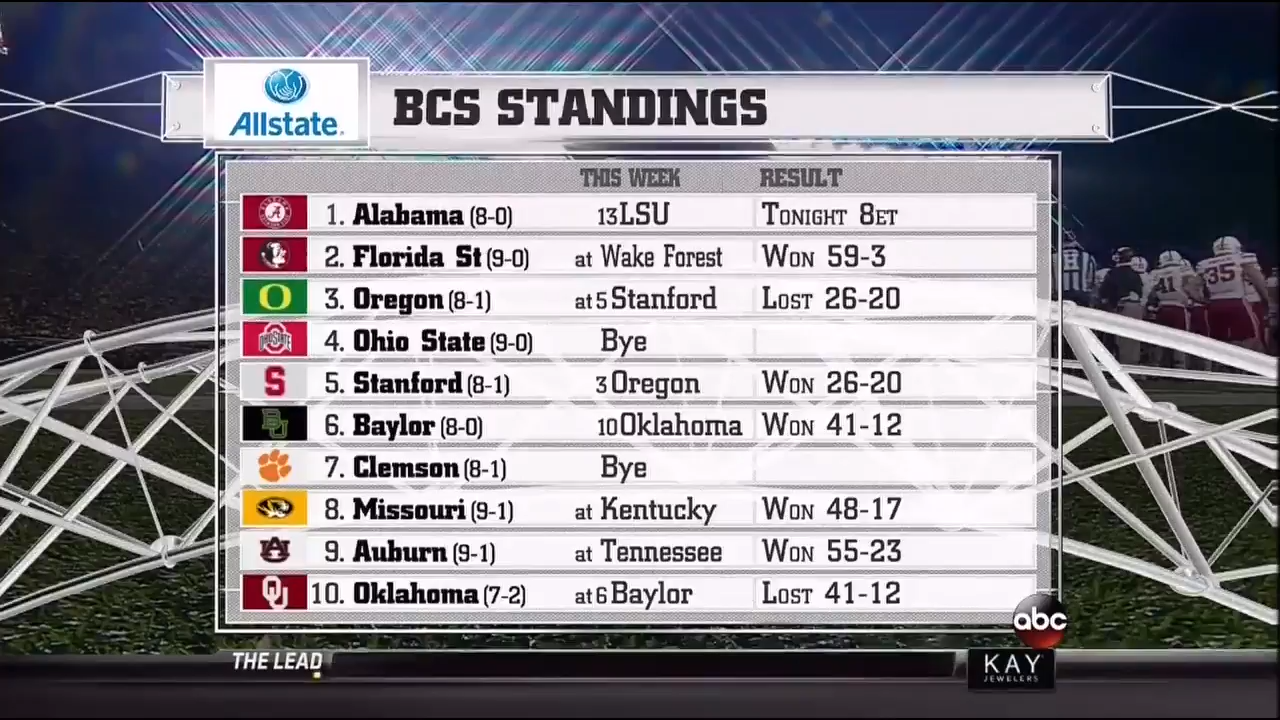 Allstate.
BCS STANDINGS
THIS WEEK RESULT
1. Alabama (8-0) 13 LSU TONIGHT 8ET
2. Florida St (9-0) at Wake Forest WON 59-3
3. Oregon (8-1) at 5 Stanford LOST 26-20
4. Ohio State (9-0) Bye
5. Stanford (8-1) 3 Oregon WON 26-20
6. Baylor (8-0) 10 Oklahoma WON 41-12
7. Clemson (8-1) Bye
8. Missouri (9-1) at Kentucky WON 48-17
9. Auburn (9-1) at Tennessee WON 55-23
10. Oklahoma (7-2) at 6 Baylor LOST 41-12
abc
THE LEAD
KAY
JEWELERS
41
35